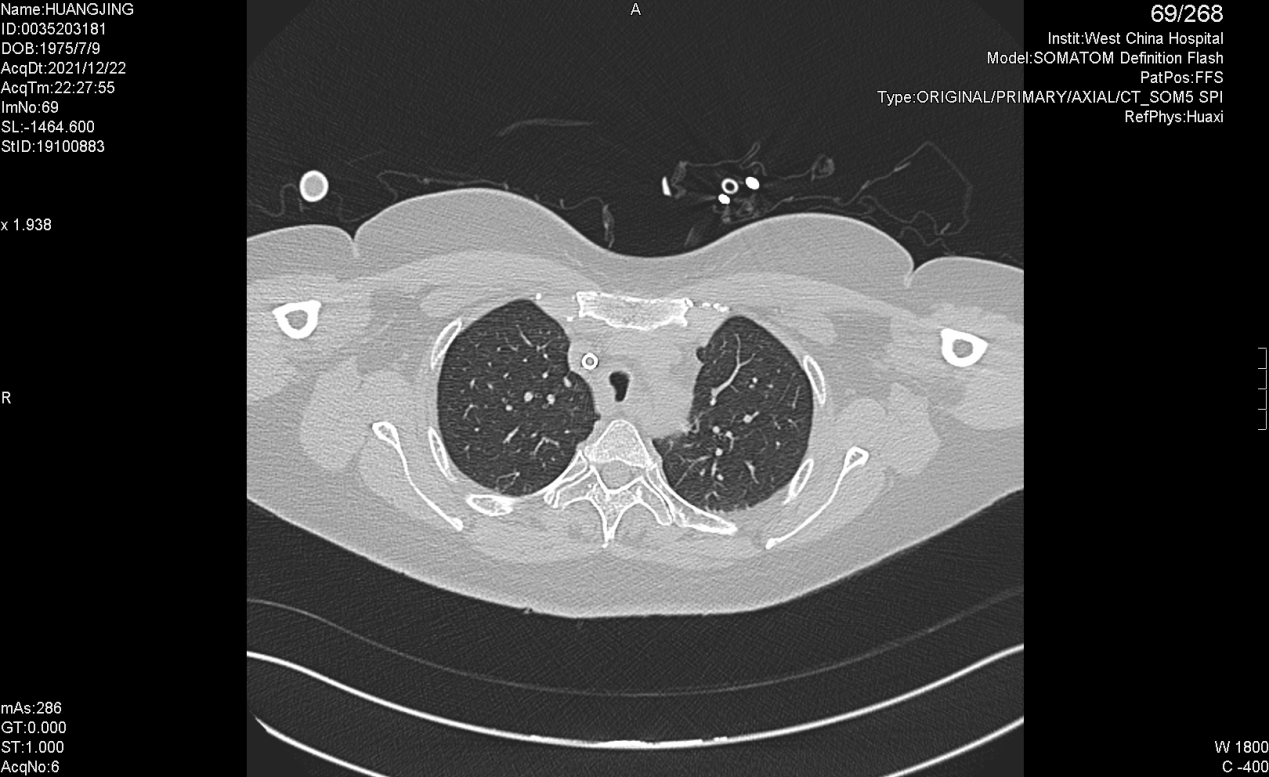 Name:HUANGJING
ID:0035203181
DOB:1975/7/9
AcqDt:2021/12/22
AcqTm:22:27:55
ImNo:69
SL:-1464.600
StID:19100883
x 1.938
A
69/268
Instit:West China Hospital
Model:SOMATOM Definition Flash
PatPos:FFS
Type:ORIGINAL/PRIMARY/AXIAL/CT_SOM5 SPI
RefPhys:Huaxi
R
mAs:286
GT:0.000
ST:1.000
AcqNo:6
W 1800
C -400